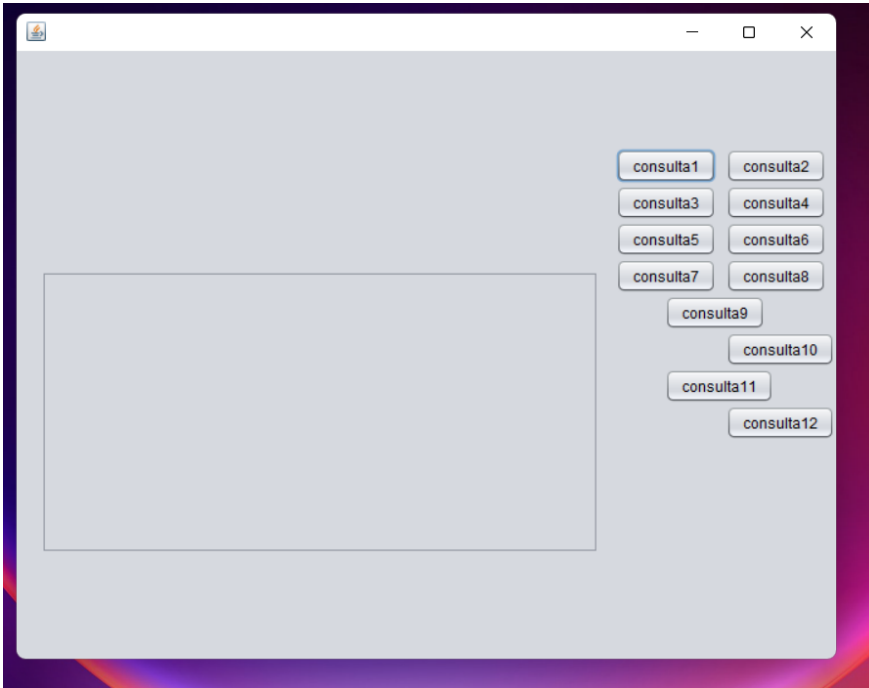 consulta1 consulta2
consulta3 consulta4
consulta5 consulta6
consulta7 consulta8
consulta9
consulta10
consulta11
consulta12